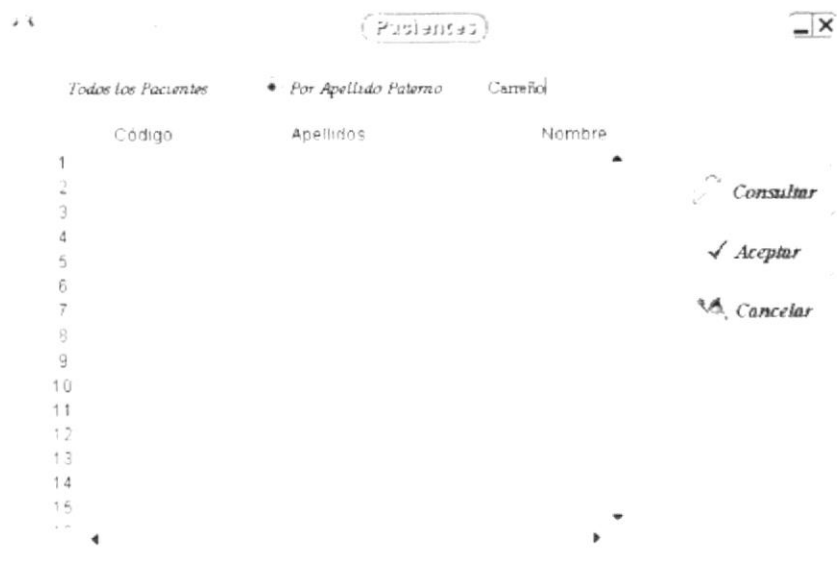 Pacientes
Todos los Pacientes Por Apellido Paterno Carreño
Código Apellidos Nombre
1
2
3
4
5
6
7
8
9
10
11
12
13
14
15
Consultar
Aceptar
Cancelar